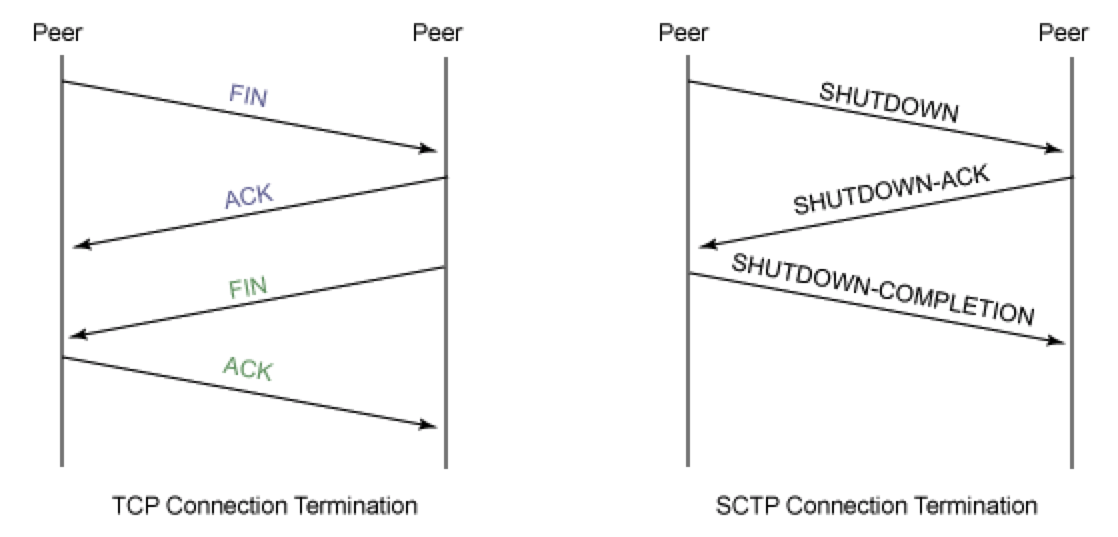 Peer
Peer
FIN
ACK
FIN
ACK
TCP Connection Termination
Peer
Peer
SHUTDOWN
SHUTDOWN-ACK
SHUTDOWN-COMPLETION
SCTP Connection Termination